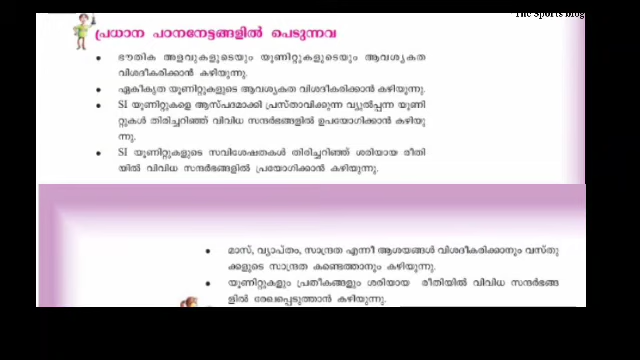 The Sports blog
പ്രധാന പഠനനേട്ടങ്ങളിൽ പെടുന്നവ
• ഭൗതിക അളവുകളുടെയും യൂണിറ്റുകളുടെയും ആവശ്യകത
വിശദീകരിക്കാൻ കഴിയുന്നു.
• ഏകീകൃത യൂണിറ്റുകളുടെ ആവശ്യകത വിശദീകരിക്കാൻ കഴിയുന്നു.
• SI യൂണിറ്റുകളെ ആസ്പദമാക്കി പ്രസ്താവിക്കുന്ന വ്യുൽപ്പന്ന യൂണി
റ്റുകൾ തിരിച്ചറിഞ്ഞ് വിവിധ സന്ദർഭങ്ങളിൽ ഉപയോഗിക്കാൻ കഴിയു
ന്നു.
• SI യൂണിറ്റുകളുടെ സവിശേഷതകൾ തിരിച്ചറിഞ്ഞ് ശരിയായ രീതി
യിൽ വിവിധ സന്ദർഭങ്ങളിൽ പ്രയോഗിക്കാൻ കഴിയുന്നു.
• മാസ്, വ്യാപ്തം, സാന്ദ്രത എന്നീ ആശയങ്ങൾ വിശദീകരിക്കാനും വസ്തു
ക്കളുടെ സാന്ദ്രത കണ്ടെത്താനും കഴിയുന്നു.
• യൂണിറ്റുകളും പ്രതീകങ്ങളും ശരിയായ രീതിയിൽ വിവിധ സന്ദർഭങ്ങ
ളിൽ രേഖപ്പെടുത്താൻ കഴിയുന്നു.